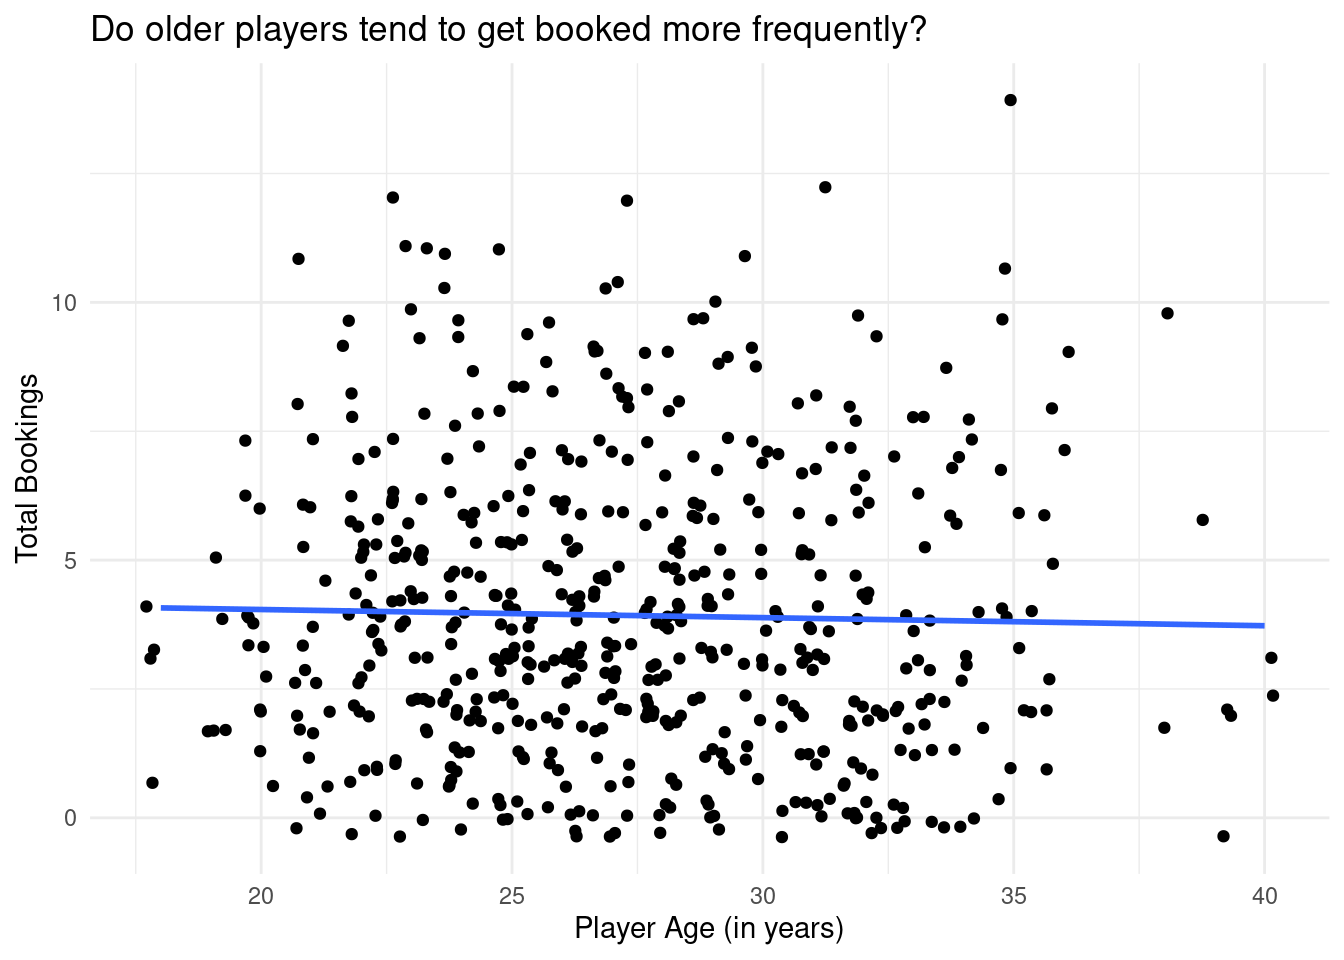 Do older players tend to get booked more frequently?
Total Bookings
10
5
0
20 25 30 35 40
Player Age (in years)